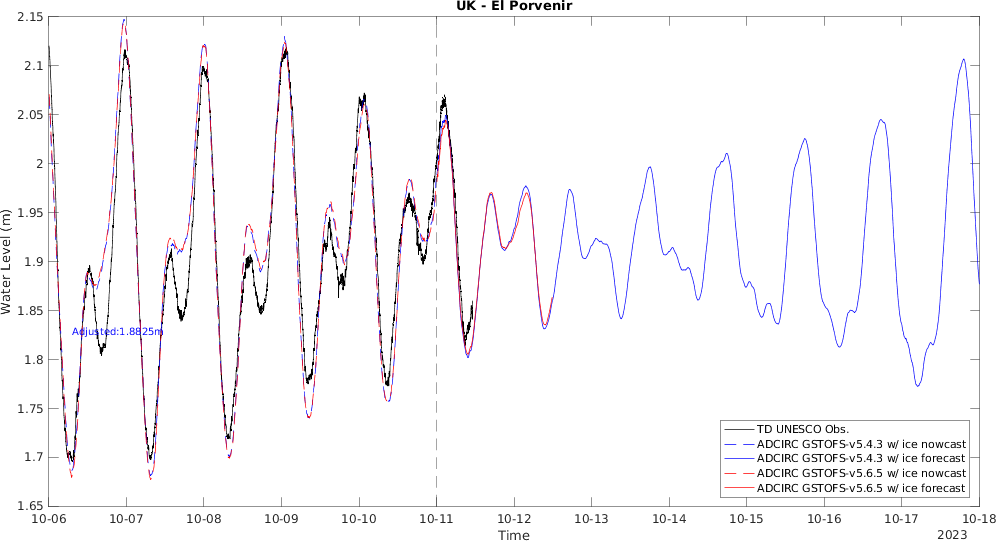 UK - El Porvenir
2.15
2.1
2.05
2
1.95
1.9
1.85
1.8
1.75
1.7
1.65
Water Level (m)
Adjusted:1.8825m
TD UNESCO Obs.
ADCIRC GSTOFS-v5.4.3 w/ ice nowcast
ADCIRC GSTOFS-v5.4.3 w/ ice forecast
ADCIRC GSTOFS-v5.6.5 w/ ice nowcast
ADCIRC GSTOFS-v5.6.5 w/ ice forecast
10-06 10-07 10-08 10-09 10-10 10-11 10-12 10-13 10-14 10-15 10-16 10-17 10-18
Time
2023